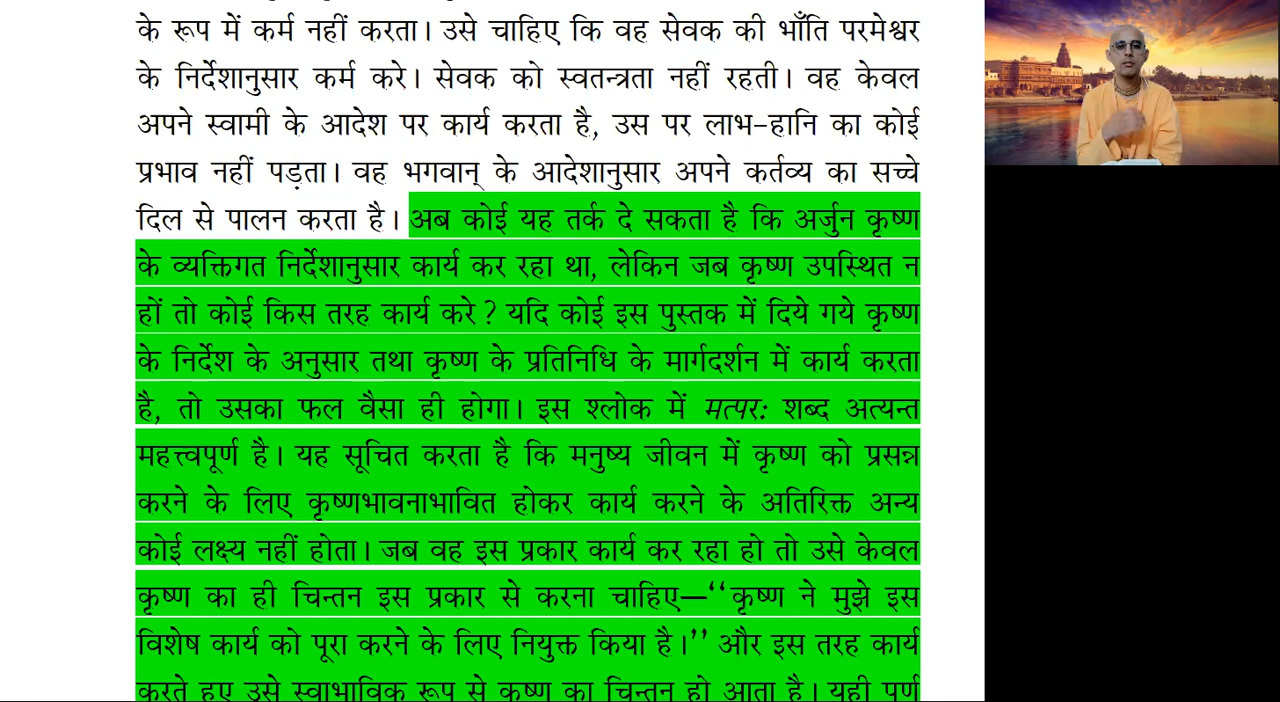 के रूप में कर्म नहीं करता। उसे चाहिए कि वह सेवक की भाँति परमेश्वर
के निर्देशानुसार कर्म करे। सेवक को स्वतन्त्रता नहीं रहती। वह केवल
अपने स्वामी के आदेश पर कार्य करता है, उस पर लाभ-हानि का कोई
प्रभाव नहीं पड़ता। वह भगवान् के आदेशानुसार अपने कर्तव्य का सच्चे
दिल से पालन करता है। अब कोई यह तर्क दे सकता है कि अर्जुन कृष्ण
के व्यक्तिगत निर्देशानुसार कार्य कर रहा था, लेकिन जब कृष्ण उपस्थित न
हों तो कोई किस तरह कार्य करे? यदि कोई इस पुस्तक में दिये गये कृष्ण
के निर्देश के अनुसार तथा कृष्ण के प्रतिनिधि के मार्गदर्शन में कार्य करता
है, तो उसका फल वैसा ही होगा। इस श्लोक में मत्परः शब्द अत्यन्त
महत्त्वपूर्ण है। यह सूचित करता है कि मनुष्य जीवन में कृष्ण को प्रसन्न
करने के लिए कृष्णभावनाभावित होकर कार्य करने के अतिरिक्त अन्य
कोई लक्ष्य नहीं होता। जब वह इस प्रकार कार्य कर रहा हो तो उसे केवल
कृष्ण का ही चिन्तन इस प्रकार से करना चाहिए—‘‘कृष्ण ने मुझे इस
विशेष कार्य को पूरा करने के लिए नियुक्त किया है।’’ और इस तरह कार्य
करते हुए उसे स्वाभाविक रूप से कृष्ण का चिन्तन हो आता है। यही पूर्ण